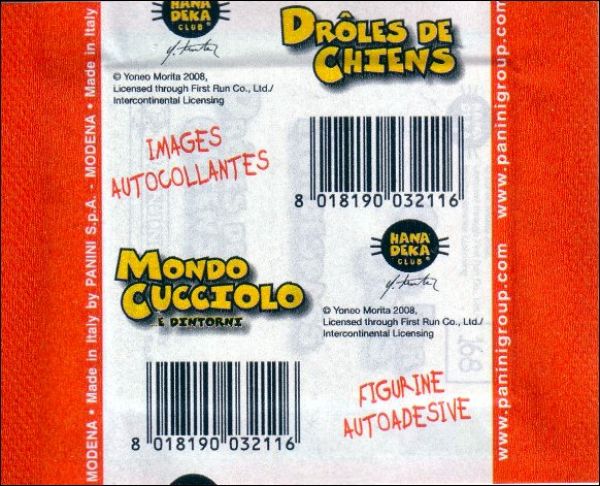 HANA
DEKA
CLUB®
DRÔLES DE
CHIENS
© Yoneo Morita 2008,
Licensed through First Run Co., Ltd./
Intercontinental Licensing
IMAGES
AUTOCOLLANTES
8 018190 032116
HANA
DEKA
CLUB®
MONDO
CUCCIOLO
E DINTORNI
© Yoneo Morita 2008,
Licensed through First Run Co., Ltd./
Intercontinental Licensing
8 018190 032116
FIGURINE
AUTOADESIVE
MODENA • Made in Italy by PANINI S.p.A. - MODENA • Made in Italy
www.paninigroup.com www.paninigroup.com